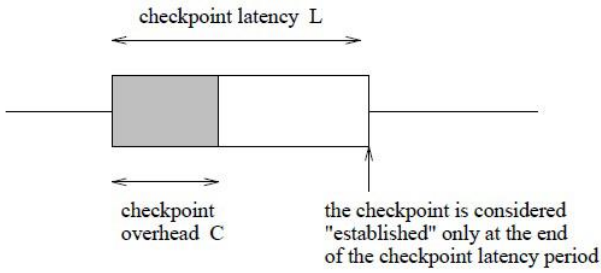 checkpoint latency L
checkpoint
overhead C
the checkpoint is considered
"established" only at the end
of the checkpoint latency period